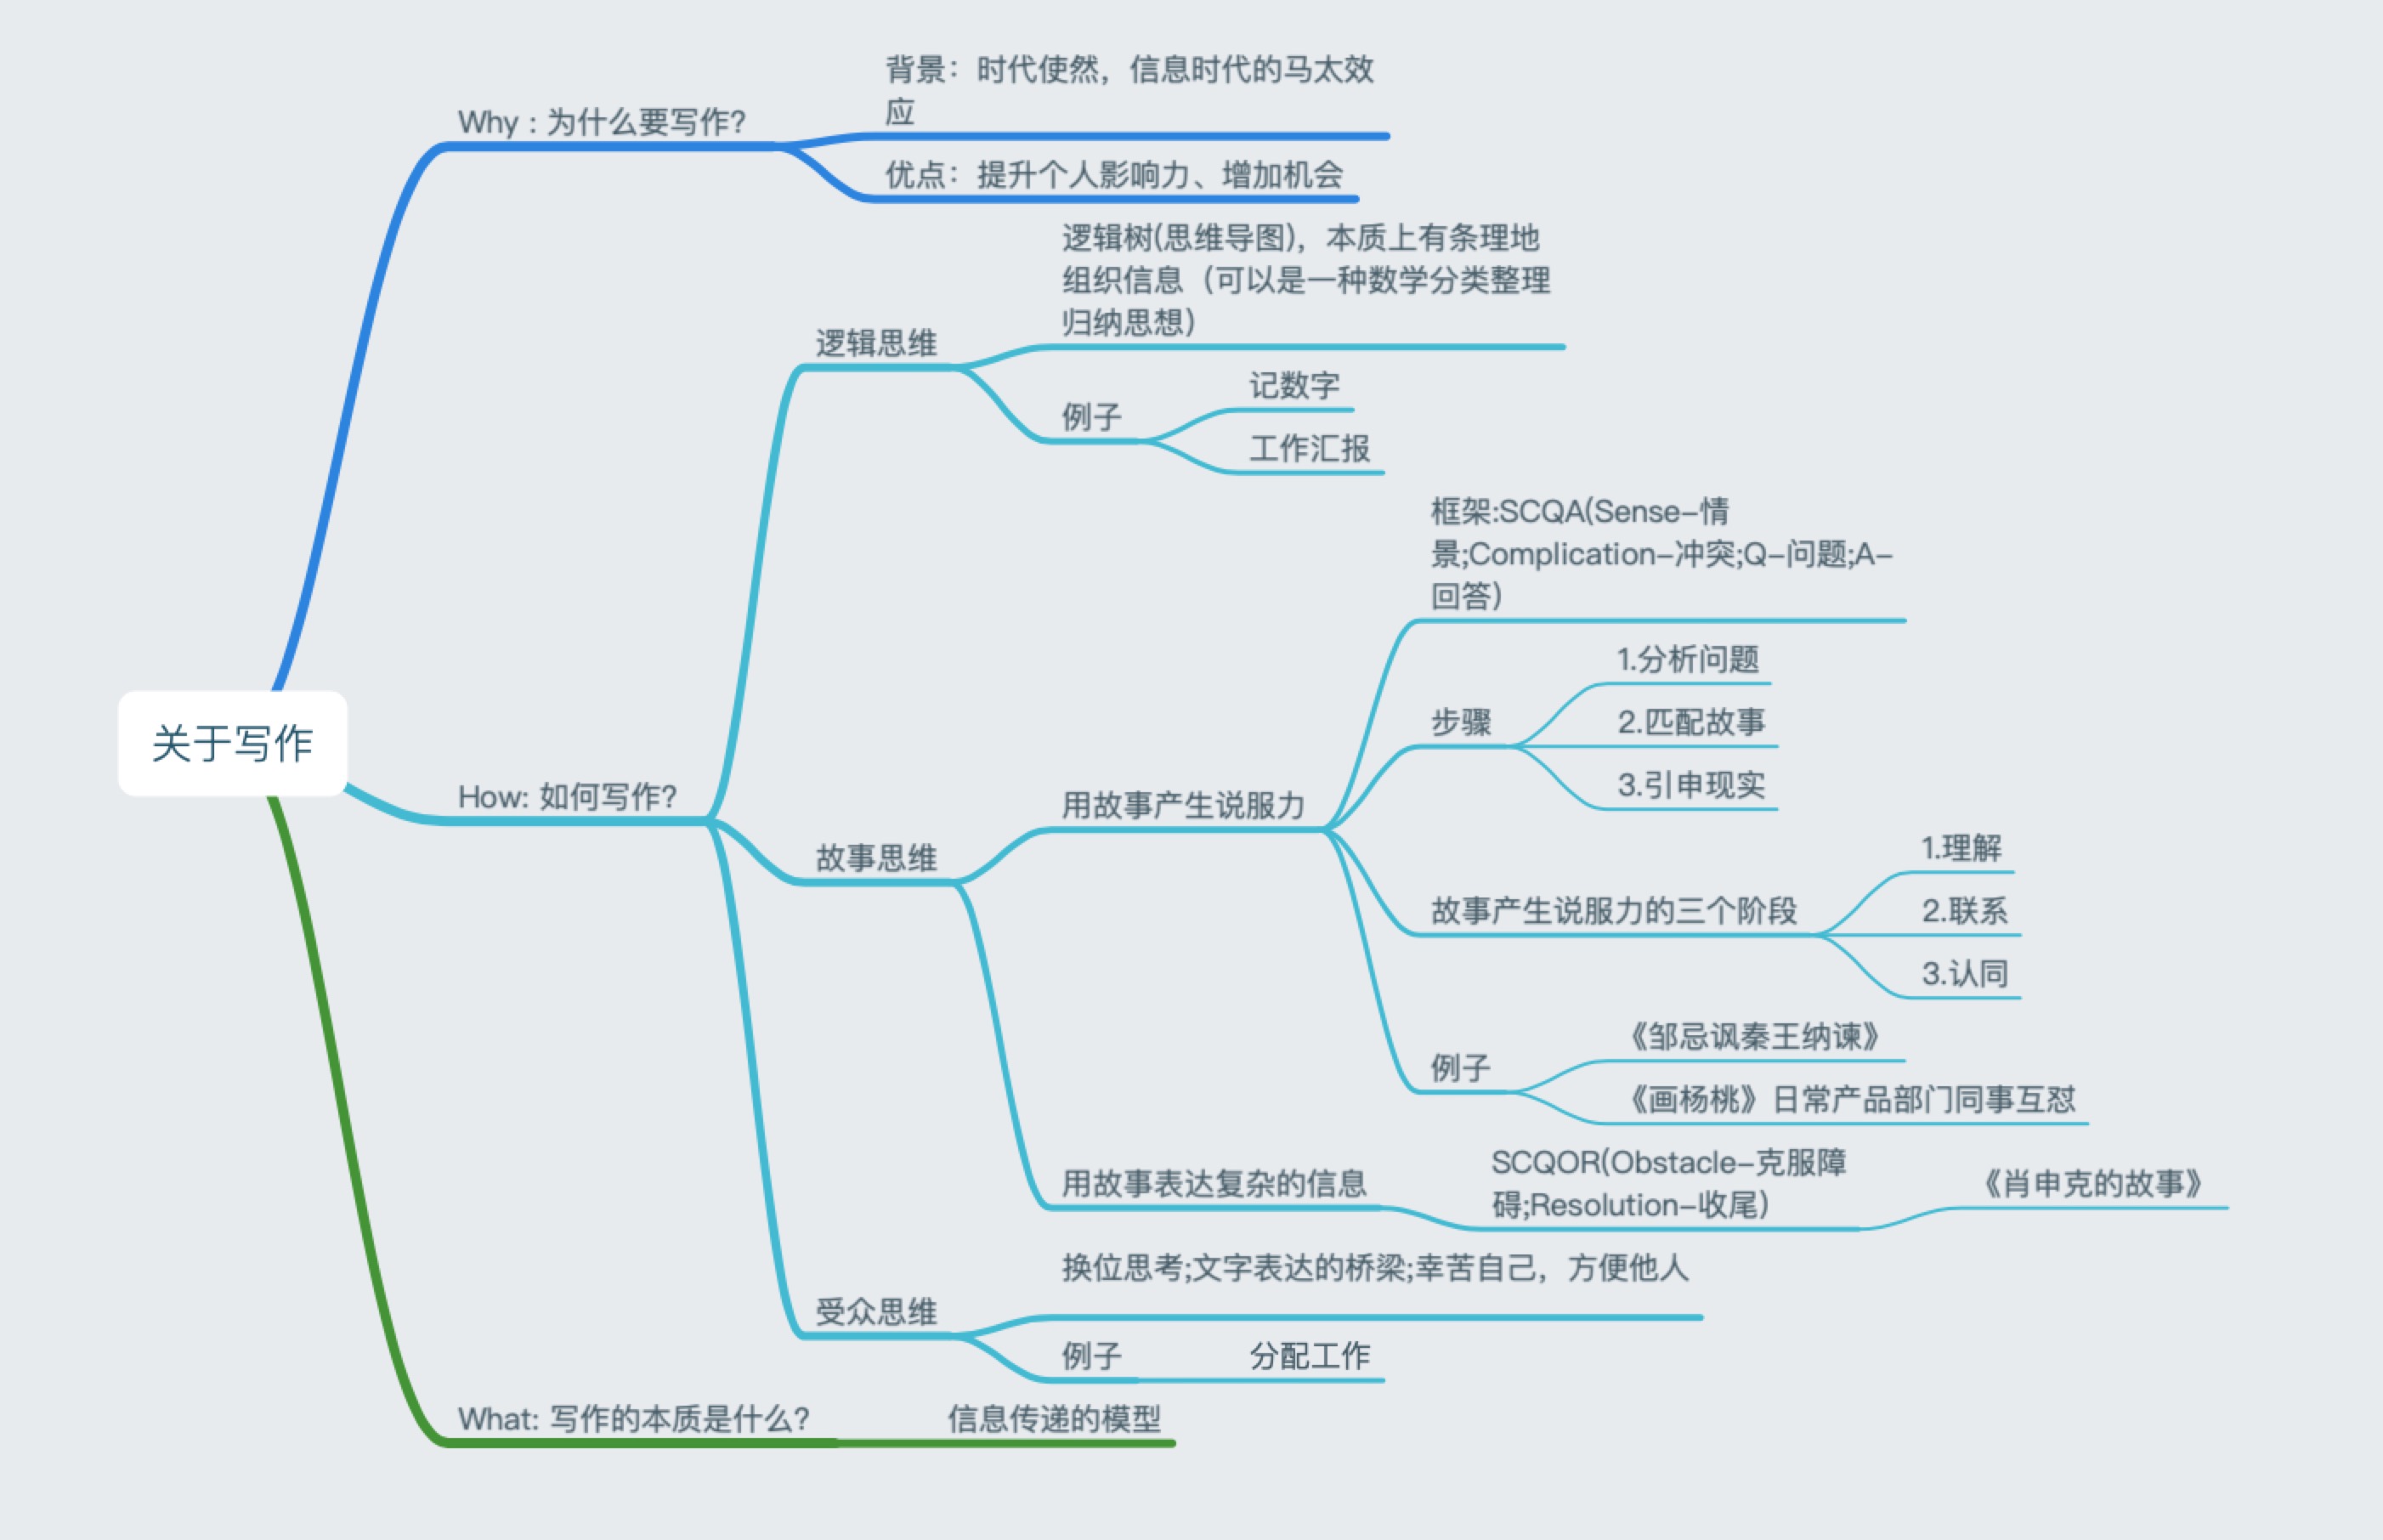 背景：时代使然，信息时代的马太效
应
Why : 为什么要写作?
优点：提升个人影响力、增加机会
逻辑树(思维导图)，本质上有条理地
组织信息（可以是一种数学分类整理
归纳思想）
逻辑思维
记数字
例子
工作汇报
框架:SCQA(Sense-情
景;Complication-冲突;Q-问题;A-
回答）
1.分析问题
步骤
2.匹配故事
3.引申现实
关于写作
How: 如何写作?
用故事产生说服力
故事思维
1.理解
故事产生说服力的三个阶段
2.联系
3.认同
《邹忌讽秦王纳谏》
例子
《画杨桃》日常产品部门同事互怼
用故事表达复杂的信息
SCQOR(Obstacle-克服障
碍;Resolution-收尾）
《肖申克的故事》
换位思考;文字表达的桥梁;幸苦自己，方便他人
受众思维
例子
分配工作
What: 写作的本质是什么?
信息传递的模型